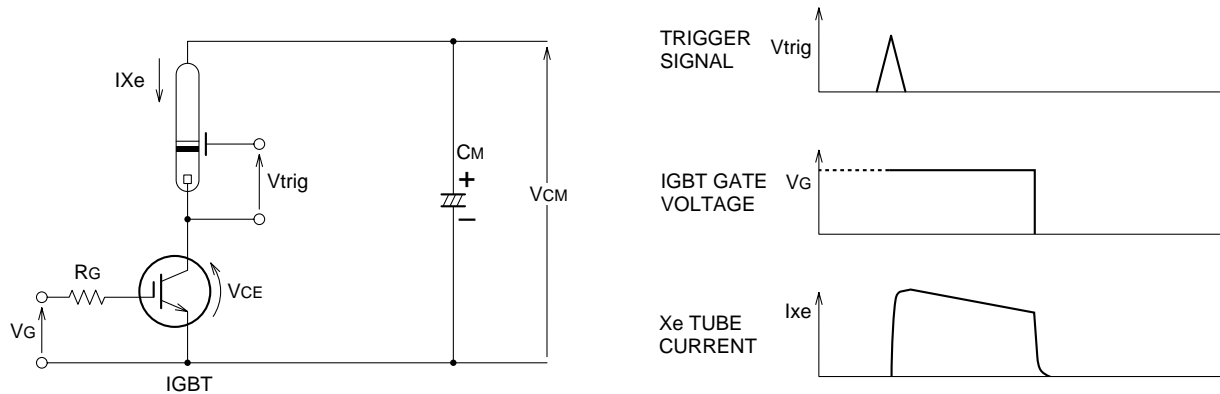 IXe
Vtrig
CM
+
–
VCM
RG
VCE
VG
IGBT
TRIGGER
SIGNAL
Vtrig
IGBT GATE
VOLTAGE
VG
Xe TUBE
CURRENT
Ixe